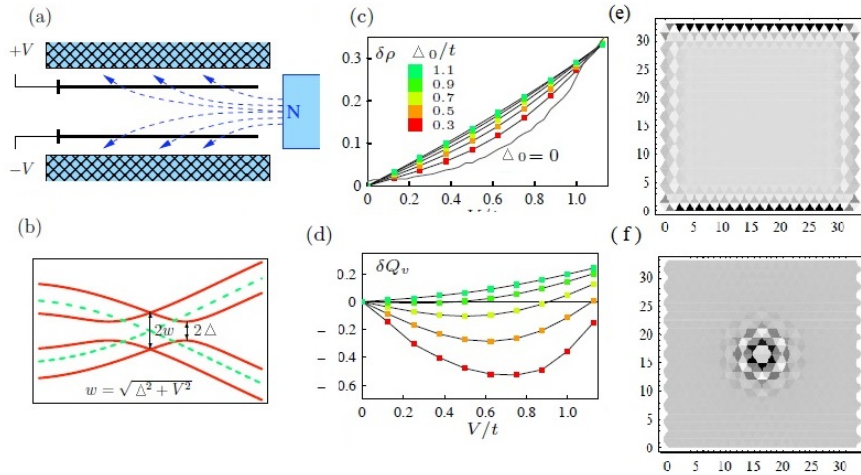 (a)
+V
N
−V
(b)
2w
2△
w = √△² + V²
(c)
δρ △₀/t
1.1
0.9
0.7
0.5
0.3
△₀ = 0
0.3
0.2
0.1
0
0 0.2 0.4 0.6 0.8 1.0
(d)
δQᵥ
0.2
0
− 0.2
− 0.4
− 0.6
0.0 0.2 0.4 0.6 0.8 1.0
V/t
(e)
30
25
20
15
10
5
0
0 5 10 15 20 25 30
(f)
30
25
20
15
10
5
0
0 5 10 15 20 25 30